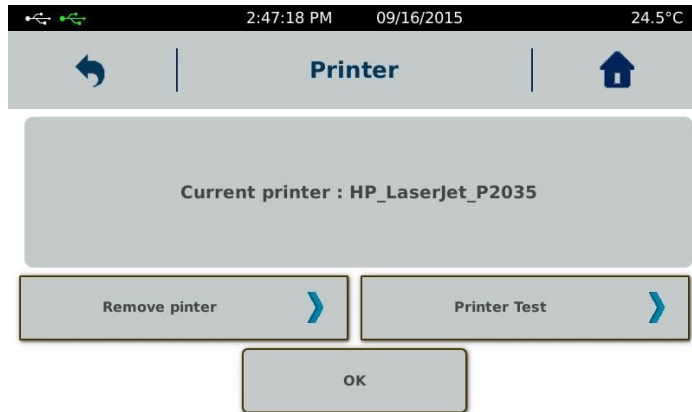 2:47:18 PM 09/16/2015 24.5°C
Printer
Current printer : HP_LaserJet_P2035
Remove pinter Printer Test
OK